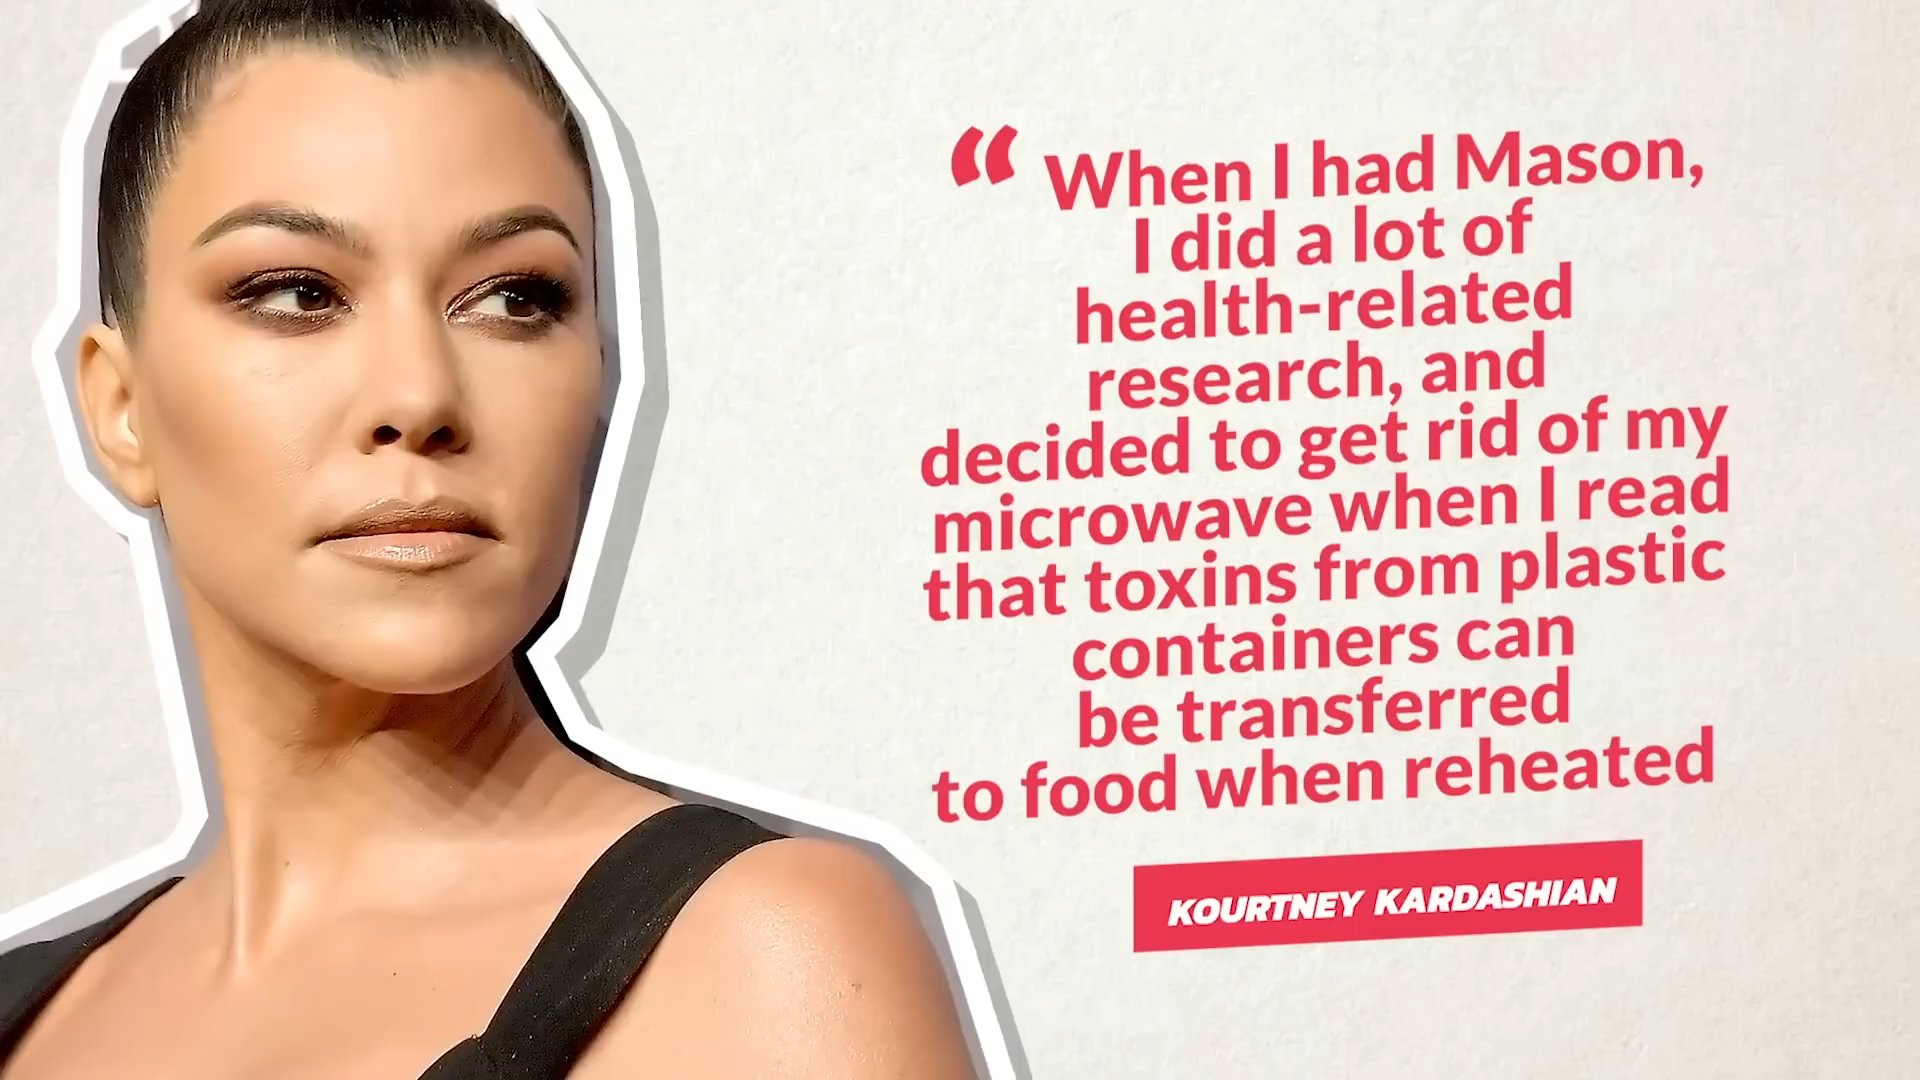 “ When I had Mason,
I did a lot of
health-related
research, and
decided to get rid of my
microwave when I read
that toxins from plastic
containers can
be transferred
to food when reheated
KOURTNEY KARDASHIAN